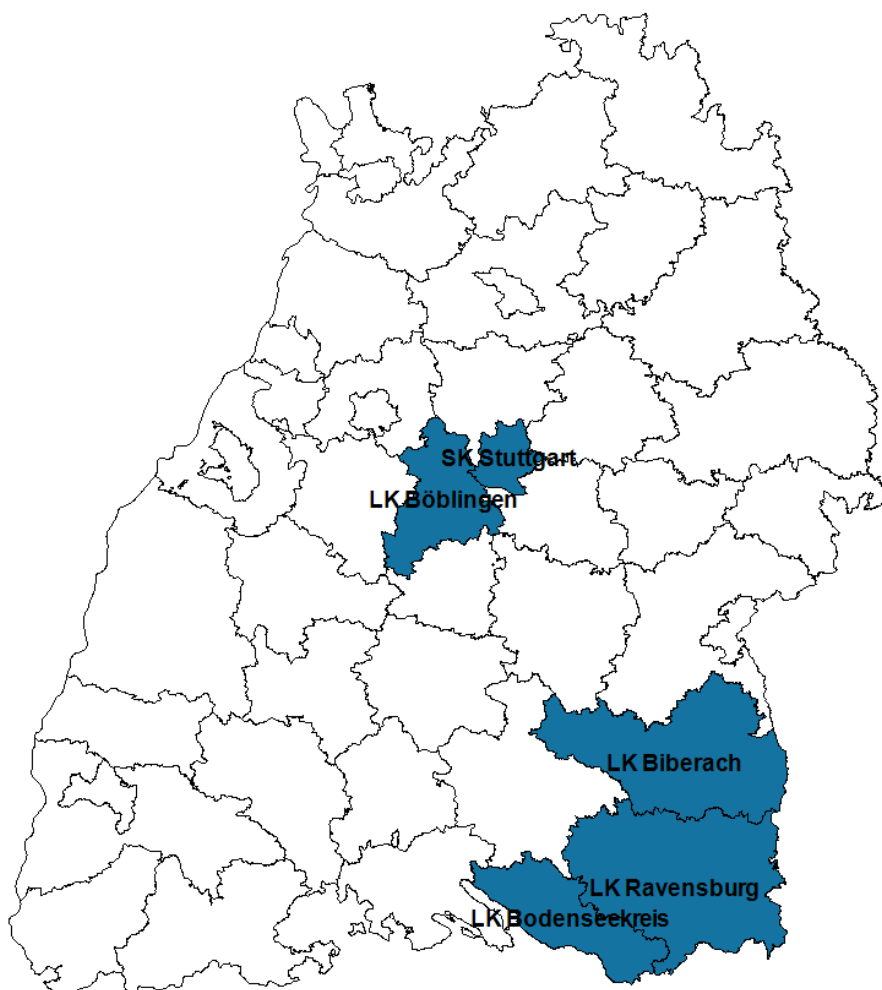 SK Stuttgart
LK Böblingen
LK Biberach
LK Ravensburg
LK Bodenseekreis